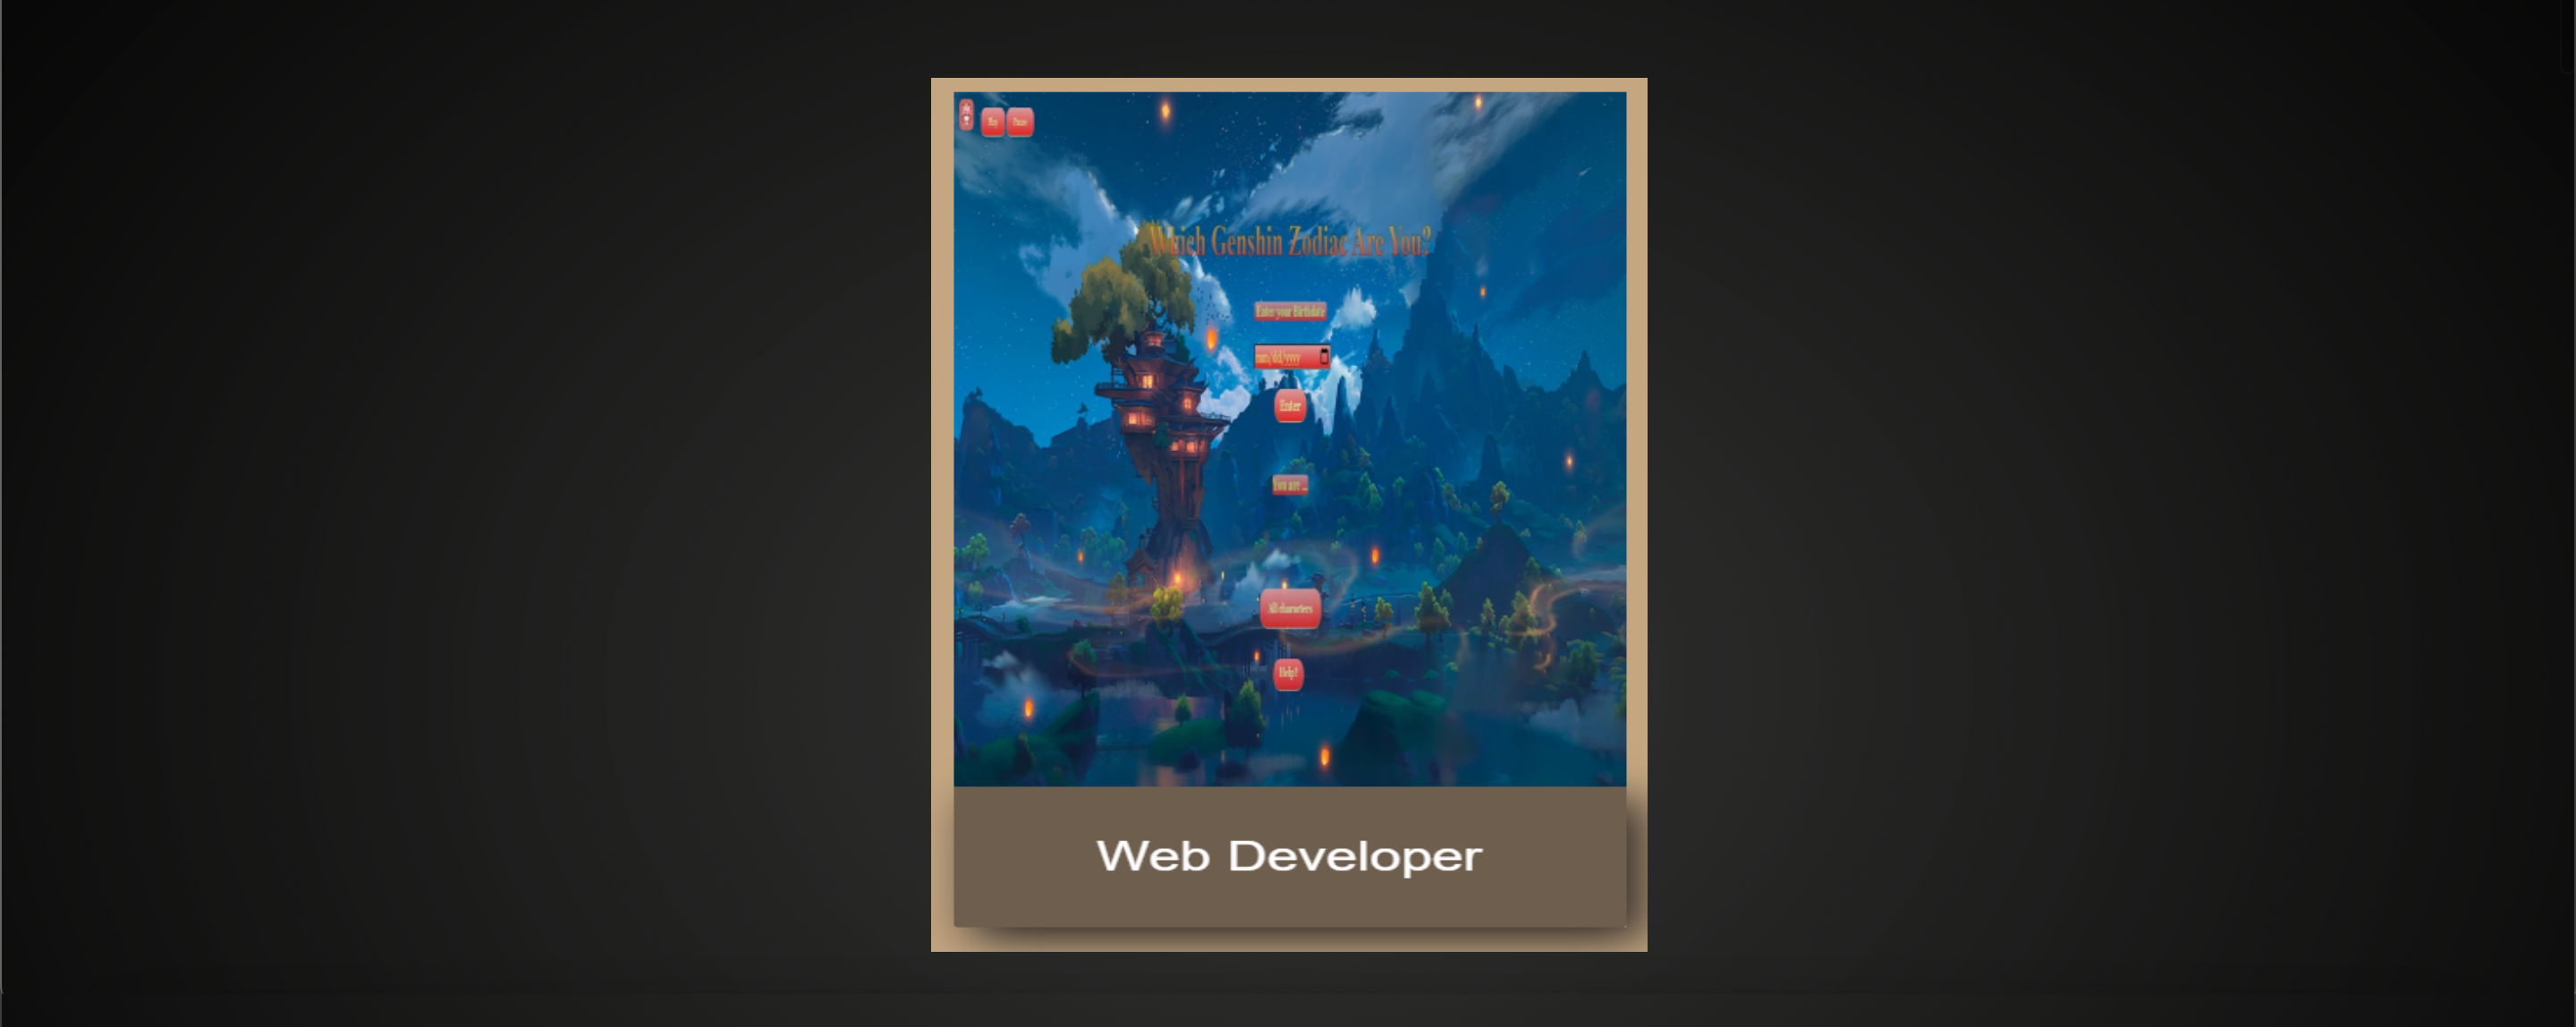 Play Pause
Which Genshin Zodiac Are You?
Enter your Birthdate
mm/dd/yyyy
Enter
You are ...
All characters
Help?
Web Developer